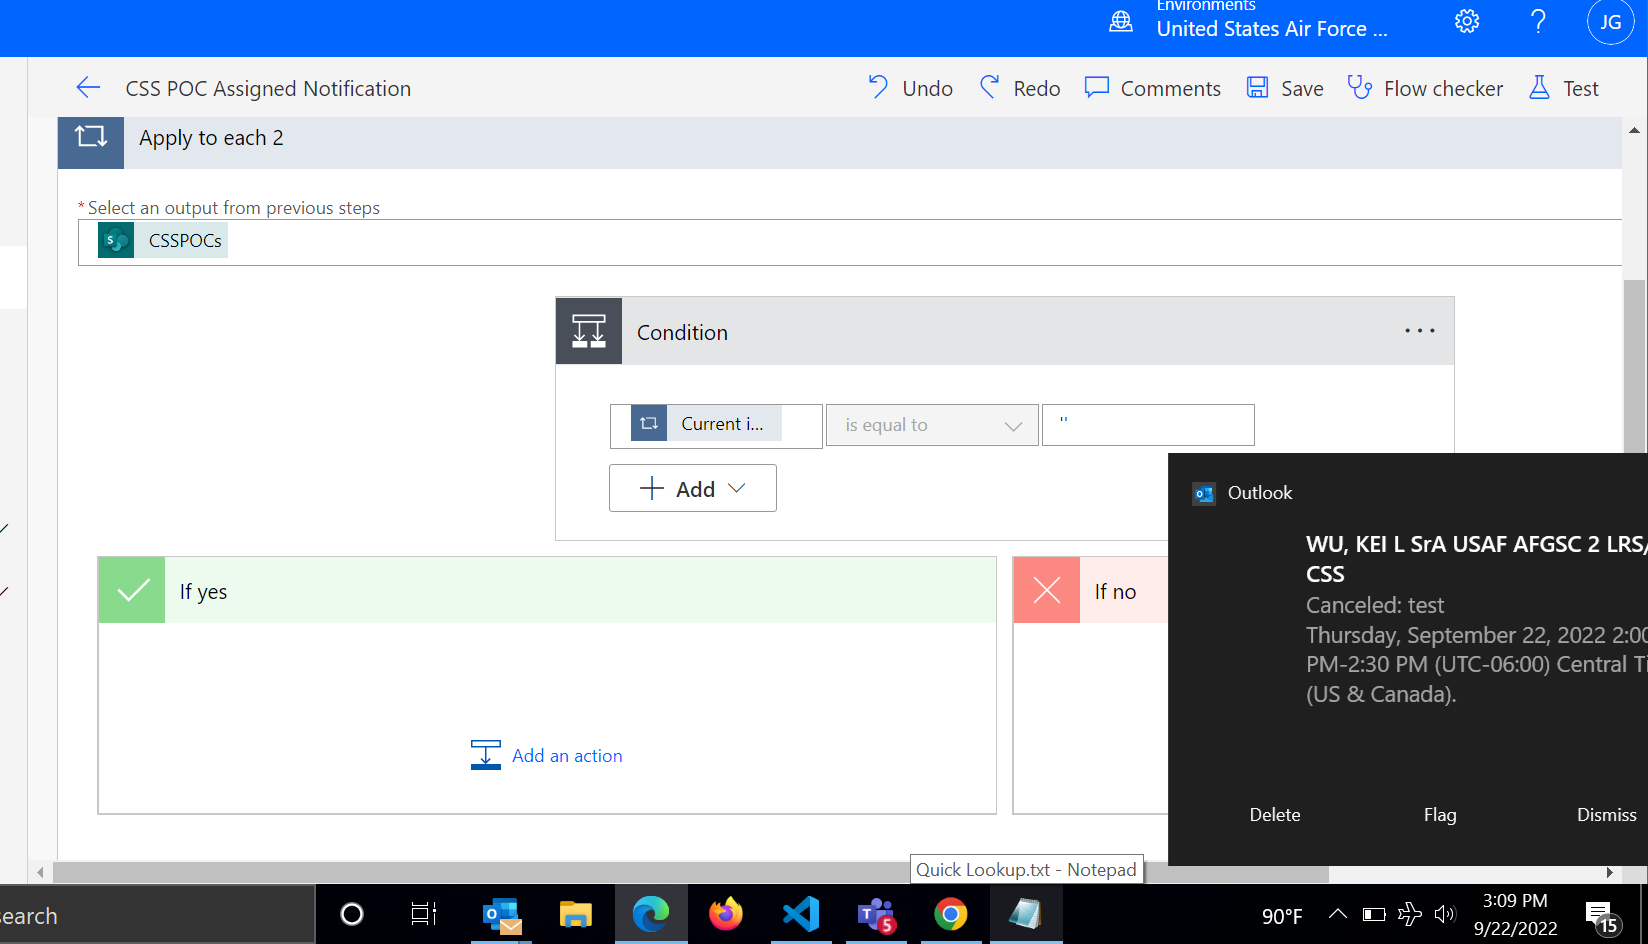 Environments
United States Air Force ...
JG
CSS POC Assigned Notification
Undo
Redo
Comments
Save
Flow checker
Test
Apply to each 2
* Select an output from previous steps
CSSPOCs
Condition
...
Current i...
is equal to
''
Add
If yes
If no
Add an action
Outlook
WU, KEI L SrA USAF AFGSC 2 LRS/
CSS
Canceled: test
Thursday, September 22, 2022 2:00
PM-2:30 PM (UTC-06:00) Central Ti
(US & Canada).
Delete
Flag
Dismiss
Quick Lookup.txt - Notepad
earch
5
90°F
3:09 PM
9/22/2022
15